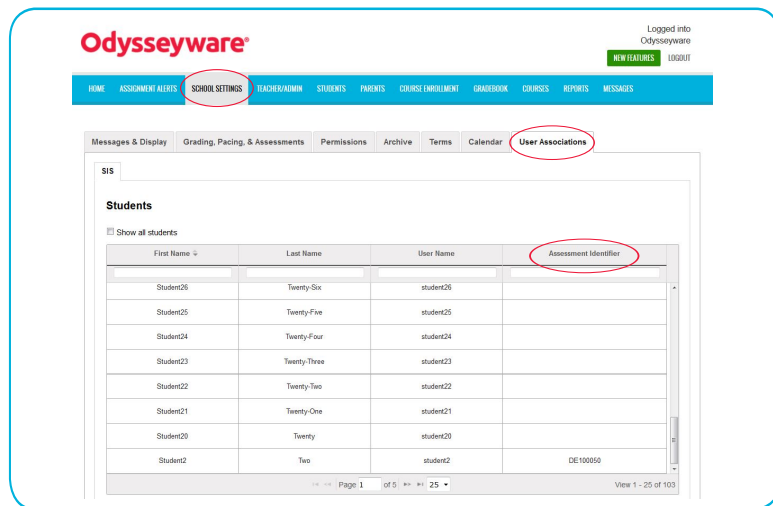 Logged into
Odysseyware
Odysseyware®
NEW FEATURES LOGOUT
HOME ASSIGNMENT ALERTS SCHOOL SETTINGS TEACHER/ADMIN STUDENTS PARENTS COURSE ENROLLMENT GRADEBOOK COURSES REPORTS MESSAGES
Messages & Display Grading, Pacing, & Assessments Permissions Archive Terms Calendar User Associations
SIS
Students
Show all students
First Name Last Name User Name Assessment Identifier
Student26 Twenty-Six student26
Student25 Twenty-Five student25
Student24 Twenty-Four student24
Student23 Twenty-Three student23
Student22 Twenty-Two student22
Student21 Twenty-One student21
Student20 Twenty student20
Student2 Two student2 DE100050
Page 1 of 5 25 View 1 - 25 of 103